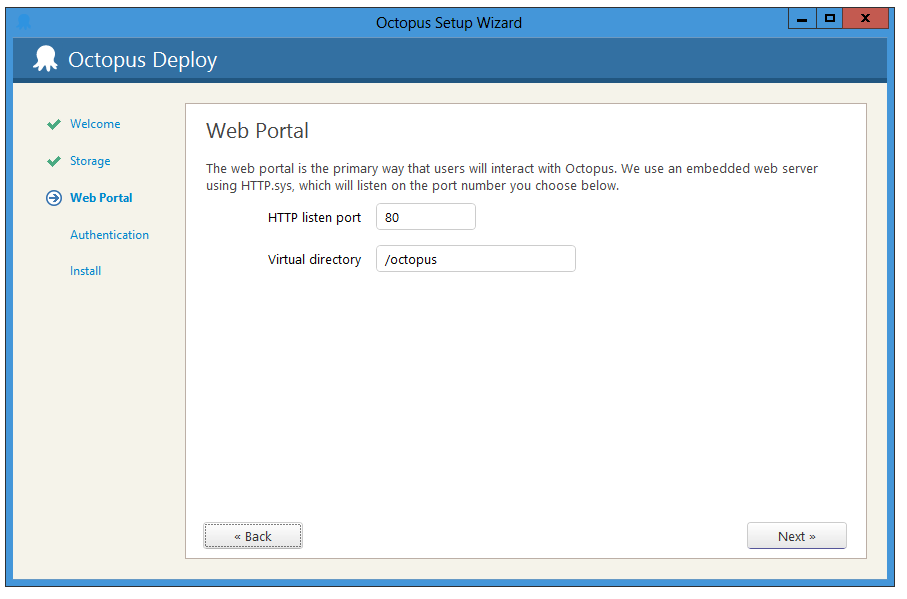 Octopus Setup Wizard
Octopus Deploy
Welcome
Storage
Web Portal
Authentication
Install
Web Portal
The web portal is the primary way that users will interact with Octopus. We use an embedded web server
using HTTP.sys, which will listen on the port number you choose below.
HTTP listen port 80
Virtual directory /octopus
« Back
Next »